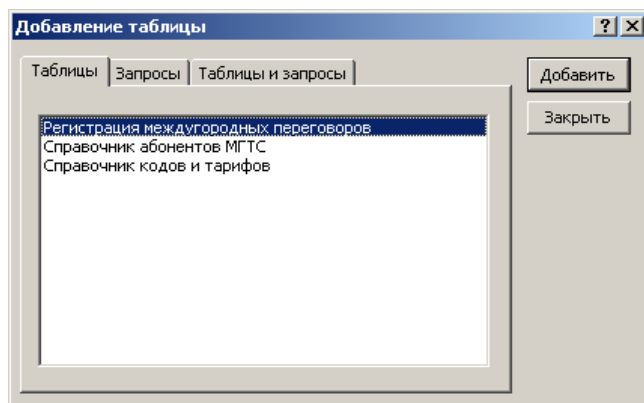 Добавление таблицы
Таблицы Запросы Таблицы и запросы
Добавить
Закрыть
Регистрация междугородных переговоров
Справочник абонентов МГТС
Справочник кодов и тарифов